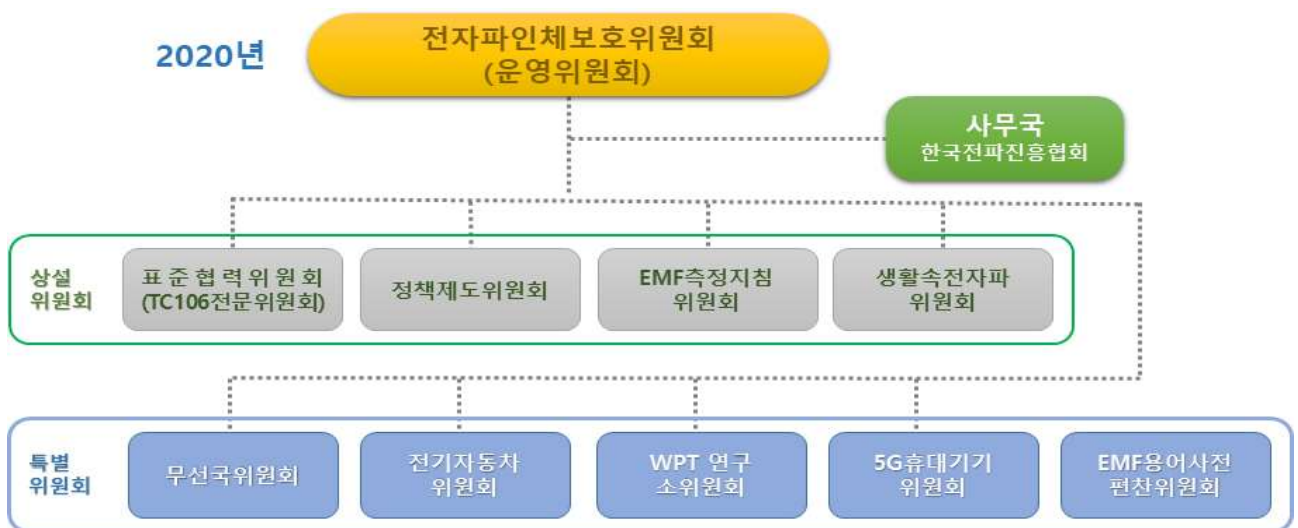 2020년
전자파인체보호위원회
(운영위원회)
사무국
한국전파진흥협회
상설
위원회
표준협력위원회
(TC106전문위원회)
정책제도위원회
EMF측정지침
위원회
생활속전자파
위원회
특별
위원회
무선국위원회
전기자동차
위원회
WPT 연구
소위원회
5G휴대기기
위원회
EMF용어사전
편찬위원회